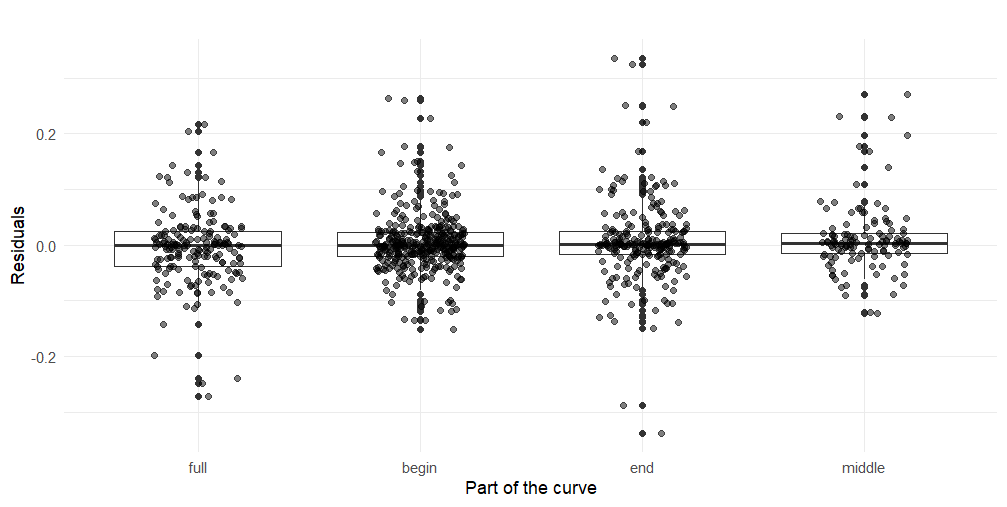 Residuals
0.2
0.0
-0.2
full begin end middle
Part of the curve